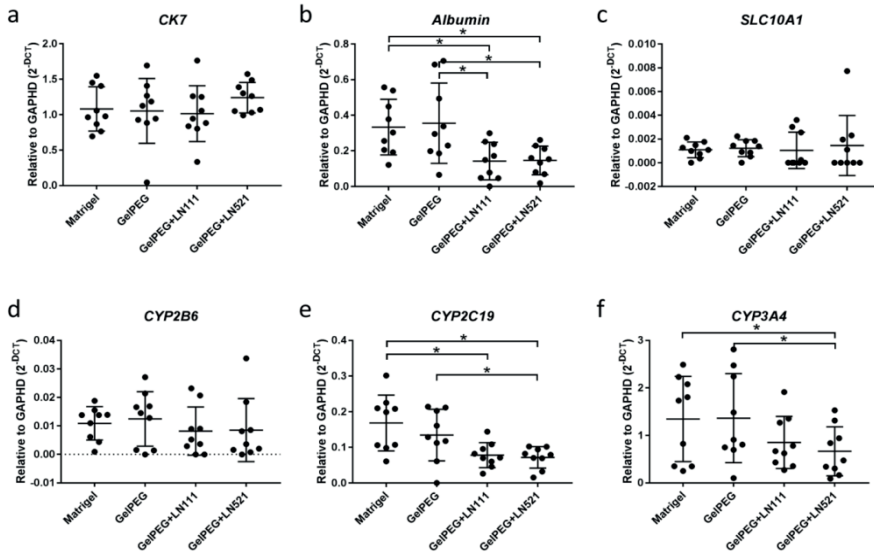 a
CK7
Relative to GAPHD (2-DCT)
2.0
1.5
1.0
0.5
0.0
Matrigel
GelPEG
GelPEG+LN111
GelPEG+LN521
b
Albumin
Relative to GAPHD (2-DCT)
0.8
0.6
0.4
0.2
0.0
*
*
*
*
Matrigel
GelPEG
GelPEG+LN111
GelPEG+LN521
c
SLC10A1
Relative to GAPHD (2-DCT)
0.010
0.008
0.006
0.004
0.002
0.000
-0.002
Matrigel
GelPEG
GelPEG+LN111
GelPEG+LN521
d
CYP2B6
Relative to GAPHD (2-DCT)
0.04
0.03
0.02
0.01
0.00
-0.01
Matrigel
GelPEG
GelPEG+LN111
GelPEG+LN521
e
CYP2C19
Relative to GAPHD (2-DCT)
0.4
0.3
0.2
0.1
0.0
*
*
*
Matrigel
GelPEG
GelPEG+LN111
GelPEG+LN521
f
CYP3A4
Relative to GAPHD (2-DCT)
3
2
1
0
*
*
Matrigel
GelPEG
GelPEG+LN111
GelPEG+LN521